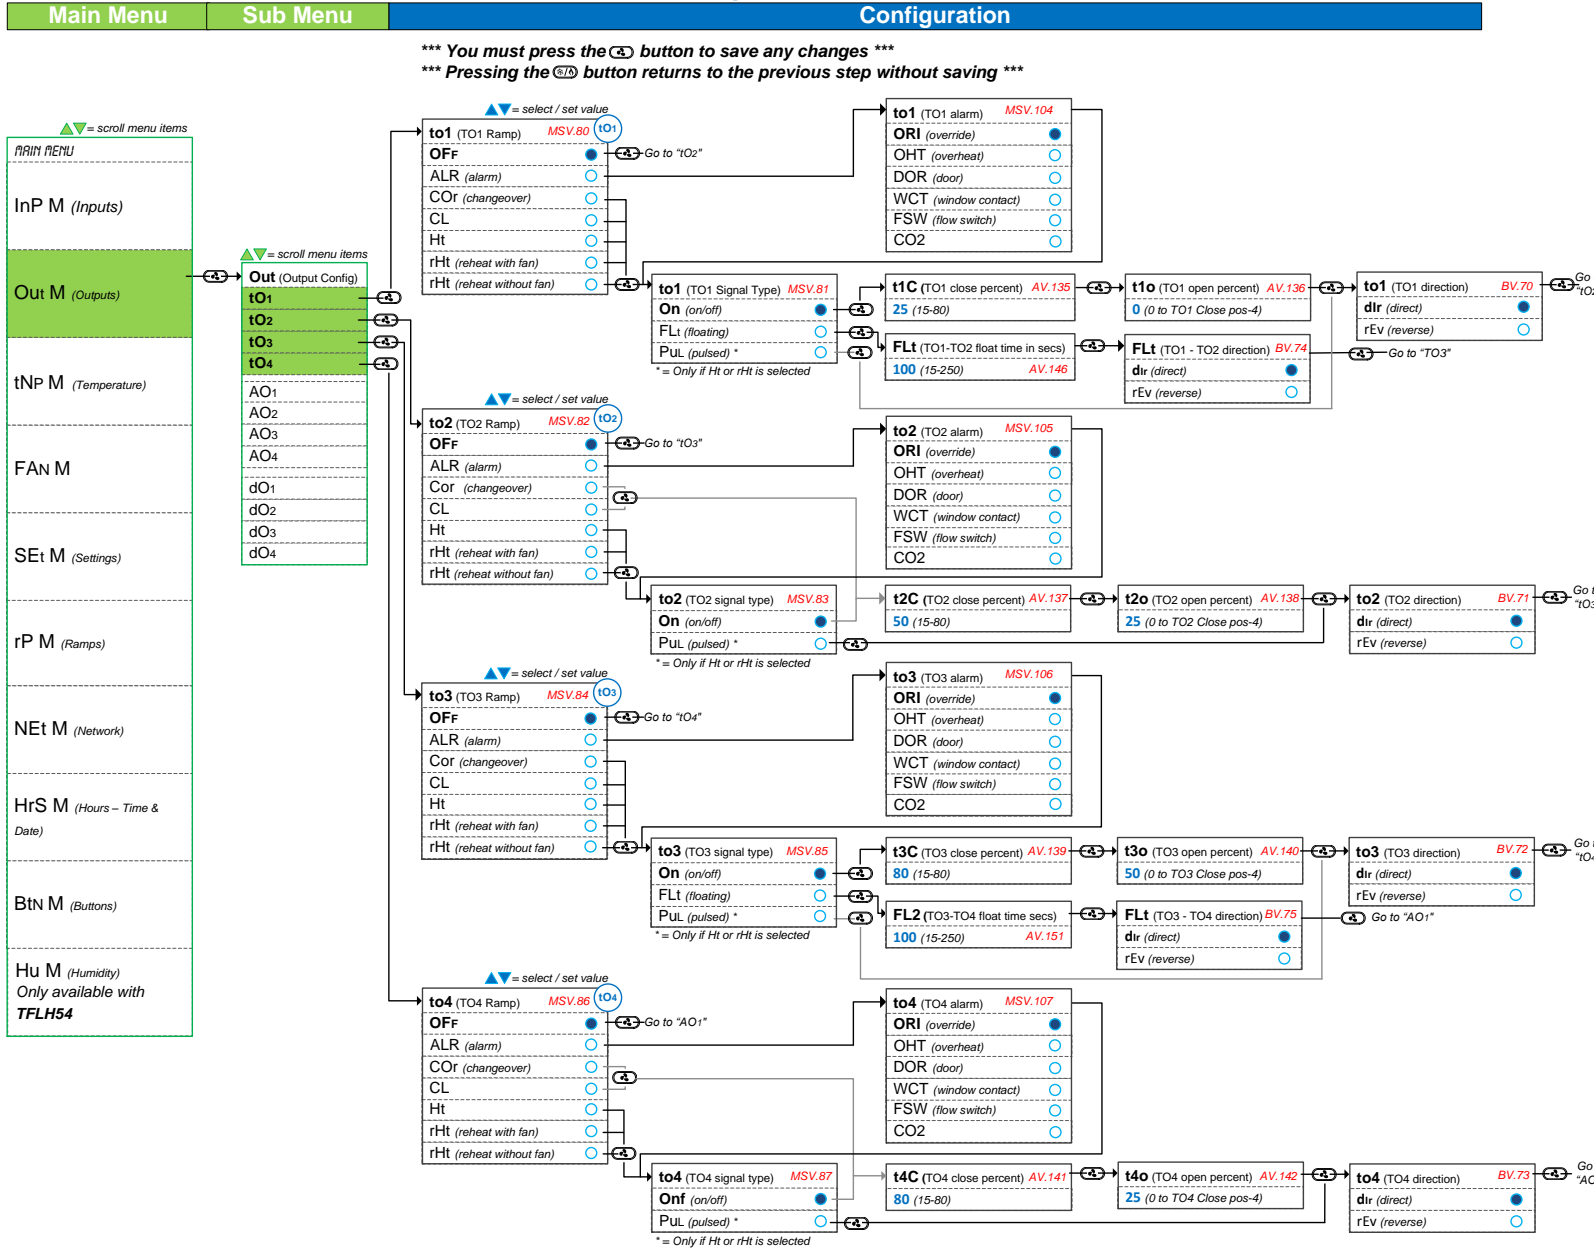 Main Menu
Sub Menu
Configuration
*** You must press the button to save any changes ***
*** Pressing the button returns to the previous step without saving ***
= scroll menu items
MAIN MENU
InP M (Inputs)
Out M (Outputs)
tNP M (Temperature)
FAN M
SEt M (Settings)
rP M (Ramps)
NEt M (Network)
HrS M (Hours – Time &
Date)
BtN M (Buttons)
Hu M (Humidity)
Only available with
TFLH54
= scroll menu items
Out (Output Config)
tO1
tO2
tO3
tO4
AO1
AO2
AO3
AO4
dO1
dO2
dO3
dO4
= select / set value
to1 (TO1 Ramp) MSV.80 tO1
OFF
Go to “tO2”
ALR (alarm)
COr (changeover)
CL
Ht
rHt (reheat with fan)
rHt (reheat without fan)
to1 (TO1 alarm) MSV.104
ORI (override)
OHT (overheat)
DOR (door)
WCT (window contact)
FSW (flow switch)
CO2
to1 (TO1 Signal Type) MSV.81
On (on/off)
FLt (floating)
PuL (pulsed) *
* = Only if Ht or rHt is selected
t1C (TO1 close percent) AV.135
25 (15-80)
t1o (TO1 open percent) AV.136
0 (0 to TO1 Close pos-4)
to1 (TO1 direction) BV.70
dIr (direct)
rEv (reverse)
Go
“tO2
FLt (TO1-TO2 float time in secs)
100 (15-250) AV.146
FLt (TO1 - TO2 direction) BV.74
dIr (direct)
rEv (reverse)
Go to “TO3”
= select / set value
to2 (TO2 Ramp) MSV.82 tO2
OFF
Go to “tO3”
ALR (alarm)
Cor (changeover)
CL
Ht
rHt (reheat with fan)
rHt (reheat without fan)
to2 (TO2 alarm) MSV.105
ORI (override)
OHT (overheat)
DOR (door)
WCT (window contact)
FSW (flow switch)
CO2
to2 (TO2 signal type) MSV.83
On (on/off)
PuL (pulsed) *
* = Only if Ht or rHt is selected
t2C (TO2 close percent) AV.137
50 (15-80)
t2o (TO2 open percent) AV.138
25 (0 to TO2 Close pos-4)
to2 (TO2 direction) BV.71
dIr (direct)
rEv (reverse)
Go t
“tO3
= select / set value
to3 (TO3 Ramp) MSV.84 tO3
OFF
Go to “tO4”
ALR (alarm)
Cor (changeover)
CL
Ht
rHt (reheat with fan)
rHt (reheat without fan)
to3 (TO3 alarm) MSV.106
ORI (override)
OHT (overheat)
DOR (door)
WCT (window contact)
FSW (flow switch)
CO2
to3 (TO3 signal type) MSV.85
On (on/off)
FLt (floating)
PuL (pulsed) *
* = Only if Ht or rHt is selected
t3C (TO3 close percent) AV.139
80 (15-80)
t3o (TO3 open percent) AV.140
50 (0 to TO3 Close pos-4)
to3 (TO3 direction) BV.72
dIr (direct)
rEv (reverse)
Go t
“tO4
FL2 (TO3-TO4 float time secs)
100 (15-250) AV.151
FLt (TO3 - TO4 direction) BV.75
dIr (direct)
rEv (reverse)
Go to “AO1”
= select / set value
to4 (TO4 Ramp) MSV.86 tO4
OFF
Go to “AO1”
ALR (alarm)
COr (changeover)
CL
Ht
rHt (reheat with fan)
rHt (reheat without fan)
to4 (TO4 alarm) MSV.107
ORI (override)
OHT (overheat)
DOR (door)
WCT (window contact)
FSW (flow switch)
CO2
to4 (TO4 signal type) MSV.87
Onf (on/off)
PuL (pulsed) *
* = Only if Ht or rHt is selected
t4C (TO4 close percent) AV.141
80 (15-80)
t4o (TO4 open percent) AV.142
25 (0 to TO4 Close pos-4)
to4 (TO4 direction) BV.73
dIr (direct)
rEv (reverse)
Go
“AO